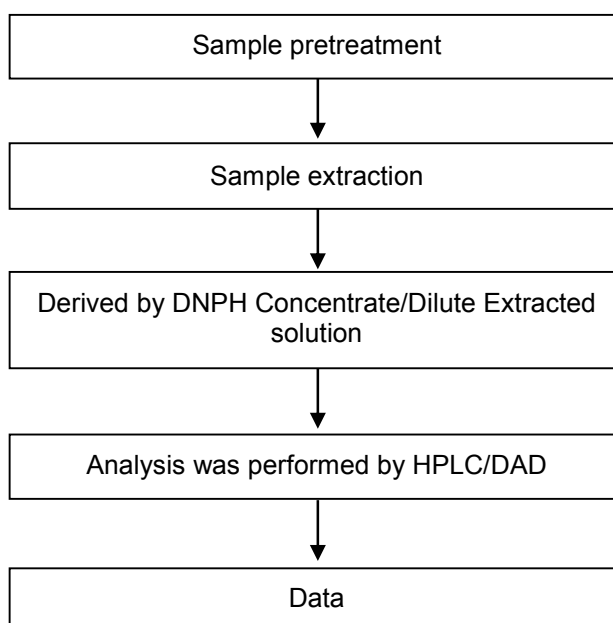 Sample pretreatment
Sample extraction
Derived by DNPH Concentrate/Dilute Extracted
solution
Analysis was performed by HPLC/DAD
Data